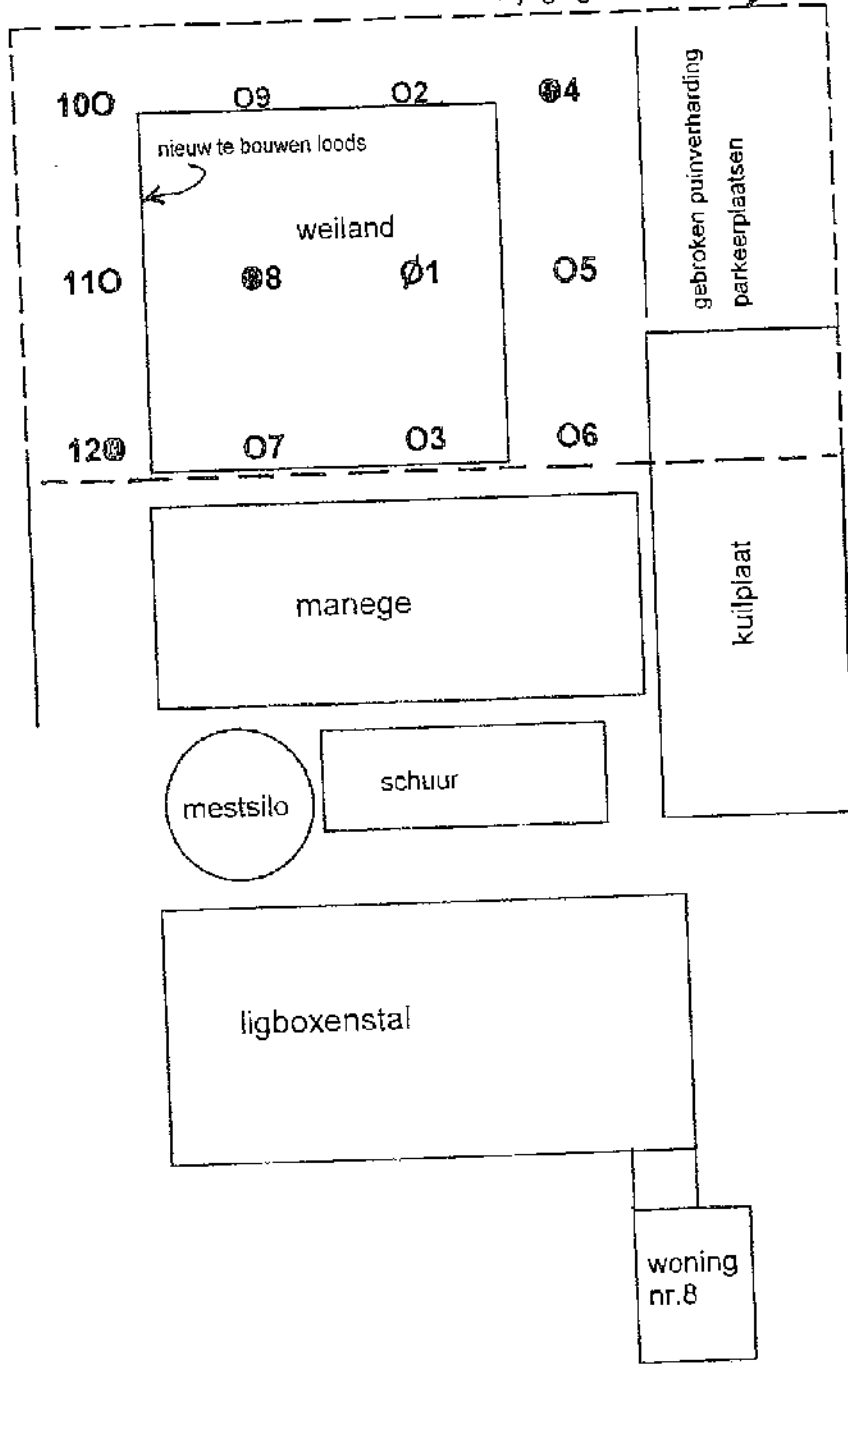 10O
O9
O2
4
nieuw te bouwen loods
weiland
11O
8
Ø1
O5
12
O7
O3
O6
gebroken puinverharding
parkeerplaatsen
manege
kuilplaat
mestsilo
schuur
ligboxenstal
woning
nr.8